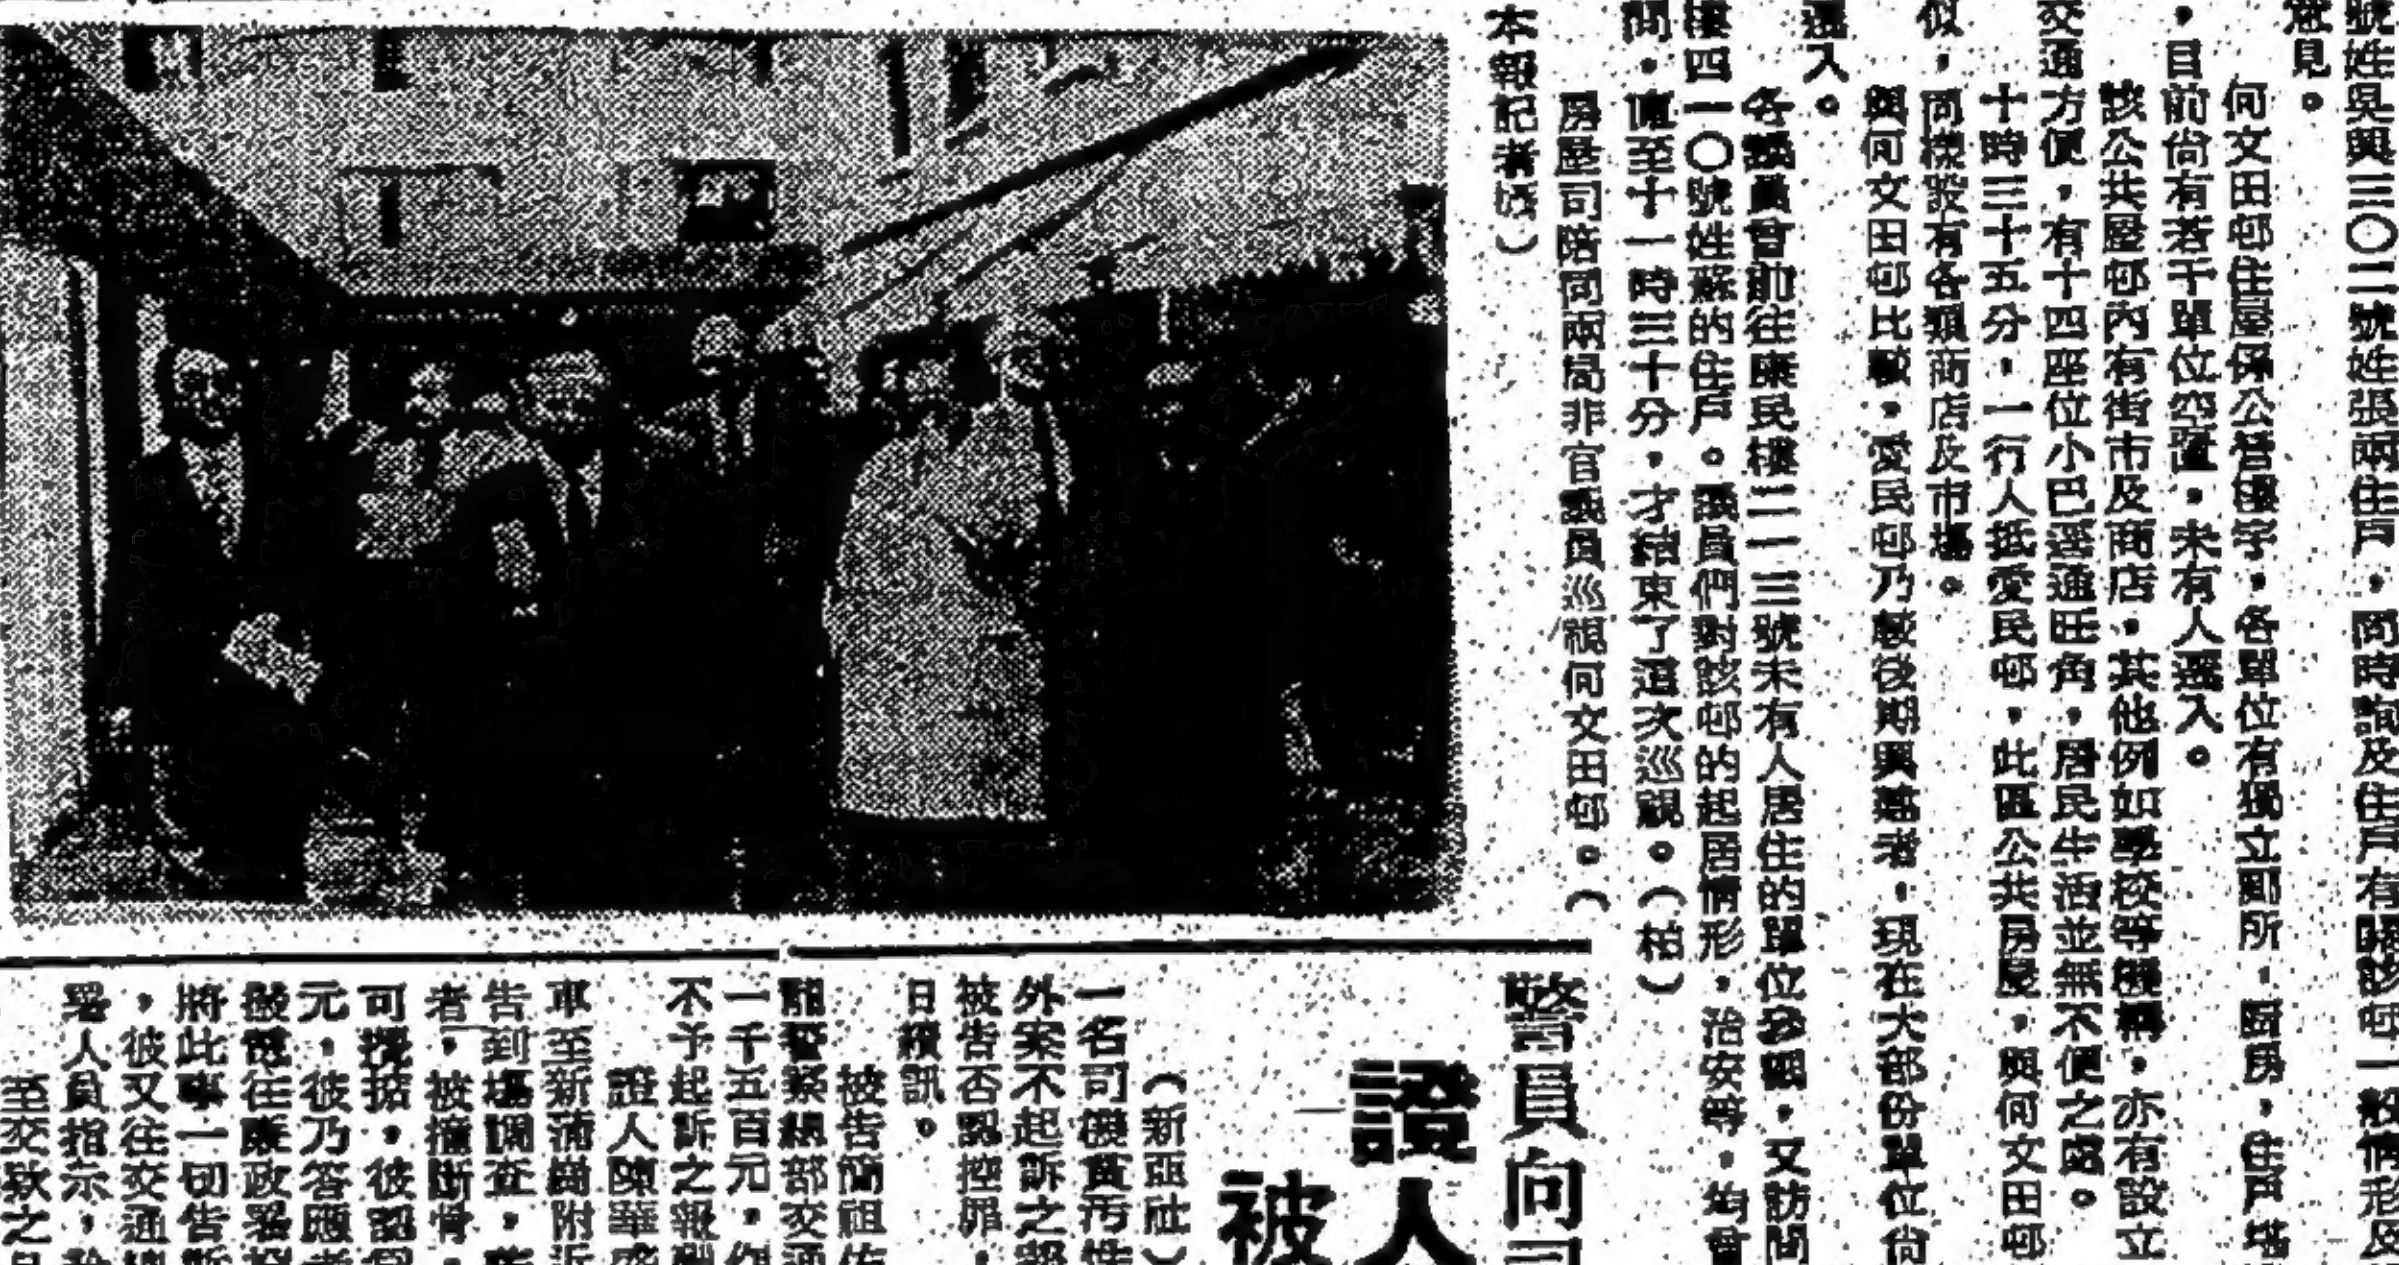 號姓吳與三〇二號姓張兩住戶，同時詢及住戶有關該邨一般情形及
意見。
何文田邨住屋係公營樓宇，各單位有獨立廁所，廚房，住戶
，目前尚有若干單位空置，未有人遷入。
該公共屋邨內有街市及商店，其他例如學校等機構，亦有設立
交通方便，有十四座位小巴遥通旺角，居民生活並無不便之處。
十時三十五分，一行人抵愛民邨，此區公共房屋，與何文田邨
似，同樣設有各類商店及市場。
與何文田邨比較，愛民邨乃較後期興建者，現在大部份單位尚
遷入。
各議員曾前往康民樓二一三號未有人居住的單位參觀，又訪問
樓四一〇號姓蘇的住戶。議員們對該邨的起居情形，治安等，均曾
問，直至十一時三十分，才結束了這次巡視。（柏）
房屋司陪同兩局非官議員巡視何文田邨。（
本報記者攝）
警員向司
證人
被
（新亞社）
一名司機黃
外案不起訴之
被告否認控罪，
日續訊。
被告簡祖佐
一千五百元，
不予起訴之報酬
證人陳華盛
車至新蒲崗附近
告到場調查，
者，被撞斷骨，
可攪掂，彼認
元，彼乃答應
往廉政署
將此事一切告
，彼又往交通
署人員指示，
至交欵之